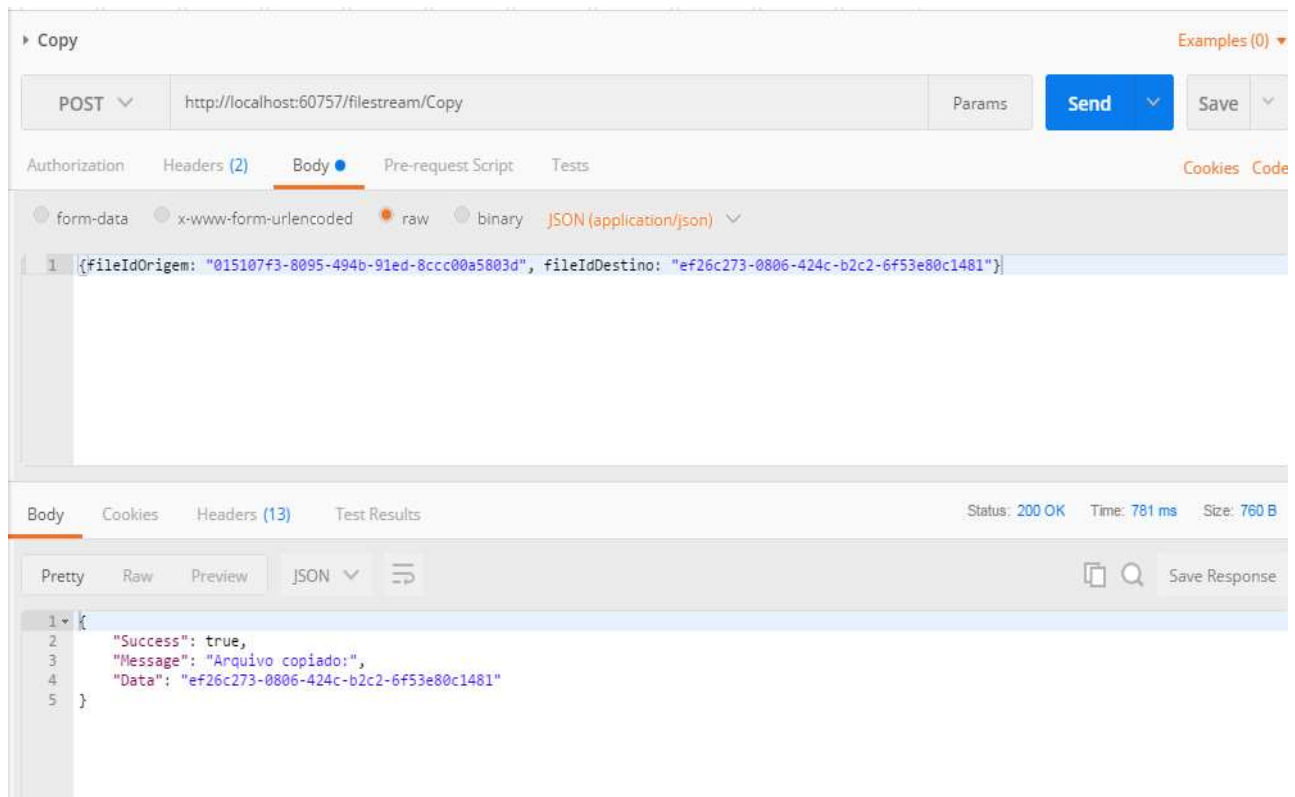 Copy Examples (0)
POST http://localhost:60757/filestream/Copy Params Send Save
Authorization Headers (2) Body Pre-request Script Tests Cookies Code
form-data x-www-form-urlencoded raw binary JSON (application/json)
1 {fileIdOrigem: "015107f3-8095-494b-91ed-8ccc00a5803d", fileIdDestino: "ef26c273-0806-424c-b2c2-6f53e80c1481"}
Body Cookies Headers (13) Test Results Status: 200 OK Time: 781 ms Size: 760 B
Pretty Raw Preview JSON Save Response
1 {
2 "Success": true,
3 "Message": "Arquivo copiado:",
4 "Data": "ef26c273-0806-424c-b2c2-6f53e80c1481"
5 }